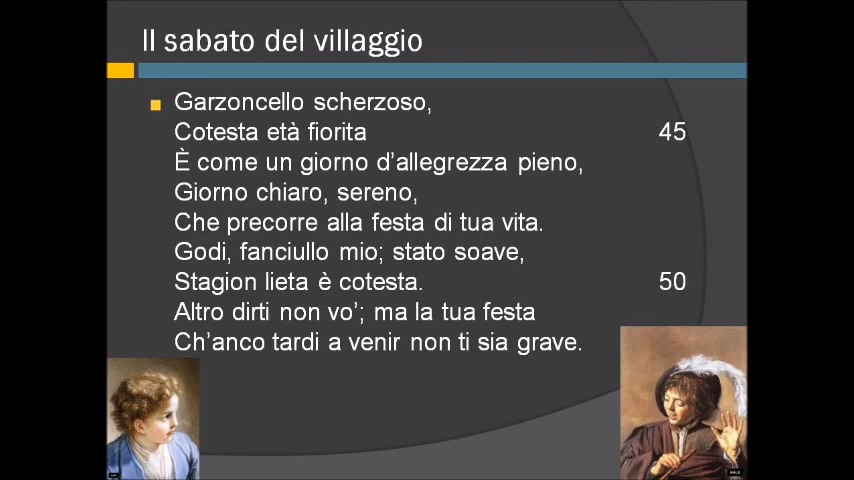 Il sabato del villaggio
Garzoncello scherzoso,
Cotesta età fiorita 45
È come un giorno d'allegrezza pieno,
Giorno chiaro, sereno,
Che precorre alla festa di tua vita.
Godi, fanciullo mio; stato soave,
Stagion lieta è cotesta. 50
Altro dirti non vo'; ma la tua festa
Ch'anco tardi a venir non ti sia grave.
HALS